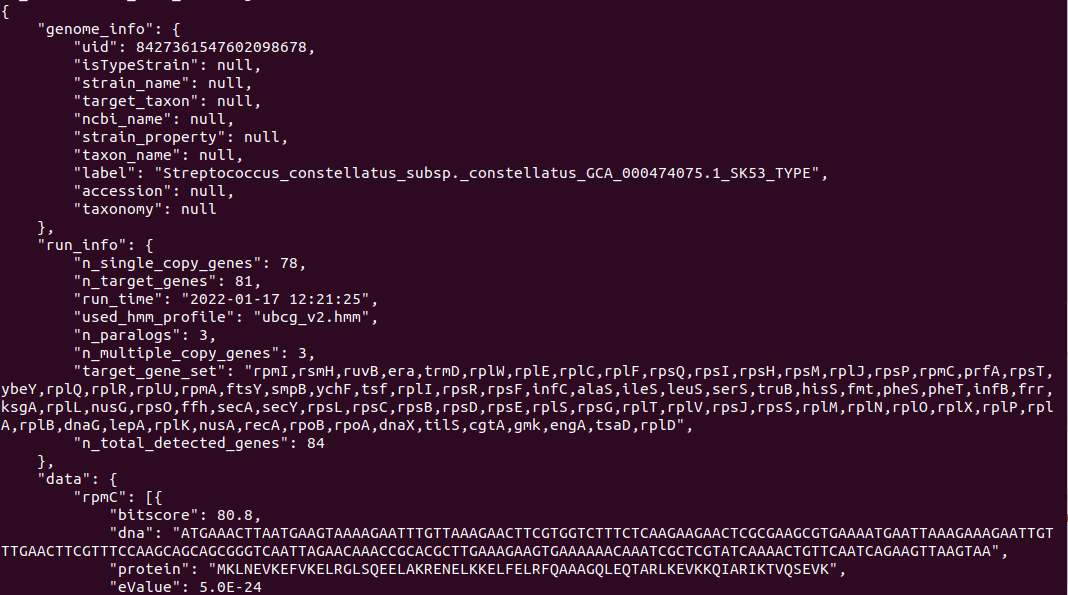 {
    "genome_info": {
        "uid": 8427361547602098678,
        "isTypeStrain": null,
        "strain_name": null,
        "target_taxon": null,
        "ncbi_name": null,
        "strain_property": null,
        "taxon_name": null,
        "label": "Streptococcus_constellatus_subsp._constellatus_GCA_000474075.1_SK53_TYPE",
        "accession": null,
        "taxonomy": null
    },
    "run_info": {
        "n_single_copy_genes": 78,
        "n_target_genes": 81,
        "run_time": "2022-01-17 12:21:25",
        "used_hmm_profile": "ubcg_v2.hmm",
        "n_paralogs": 3,
        "n_multiple_copy_genes": 3,
        "target_gene_set": "rpmI,rsmH,ruvB,era,trmD,rplW,rplE,rplC,rplF,rpsQ,rpsI,rpsH,rpsM,rplJ,rpsP,rpmC,prfA,rpsT,
ybeY,rplQ,rplR,rplU,rpmA,ftsY,smpB,ychF,tsf,rplI,rpsR,rpsF,infC,alaS,ileS,leuS,serS,truB,hisS,fmt,pheS,pheT,infB,frr,
ksgA,rplL,nusG,rpsO,ffh,secA,secY,rpsL,rpsC,rpsB,rpsD,rpsE,rplS,rpsG,rplT,rplV,rpsJ,rpsS,rplM,rplN,rplO,rplX,rplP,rpl
A,rplB,dnaG,lepA,rplK,nusA,recA,rpoB,rpoA,dnaX,tilS,cgtA,gmk,engA,tsaD,rplD",
        "n_total_detected_genes": 84
    },
    "data": {
        "rpmC": [{
            "bitscore": 80.8,
            "dna": "ATGAAACTTAATGAAGTAAAAGAATTTGTTAAAGAACTTCGTGGTCTTTCTCAAGAAGAACTCGCGAAGCGTGAAAATGAATTAAAGAAAGAATTGT
TTGAACTTCGTTTCCAAGCAGCAGCGGGTCAATTAGAACAAACCGCACGCTTGAAAGAAGTGAAAAAACAAATCGCTCGTATCAAAACTGTTCAATCAGAAGTTAAGTAA",
            "protein": "MKLNEVKEFVKELRGLSQEELAKRENELKKELFELRFQAAAGQLEQTARLKEVKKQIARIKTVQSEVK",
            "eValue": 5.0E-24